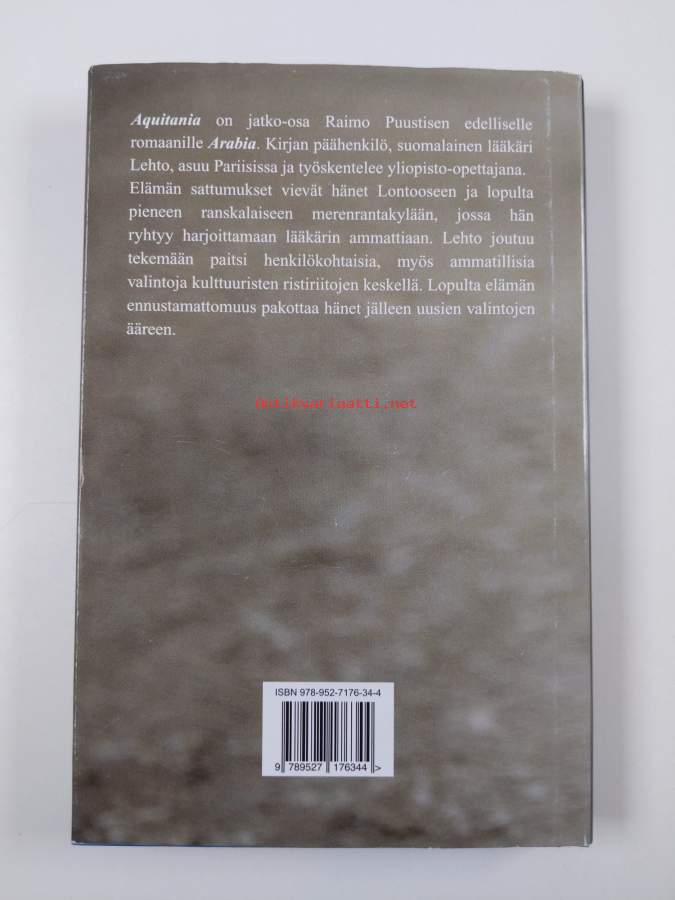 Aquitania on jatko-osa Raimo Puustisen edelliselle
romaanille Arabia. Kirjan päähenkilö, suomalainen lääkäri
Lehto, asuu Pariisissa ja työskentelee yliopisto-opettajana.
Elämän sattumukset vievät hänet Lontooseen ja lopulta
pieneen ranskalaiseen merenrantakylään, jossa hän
ryhtyy harjoittamaan lääkärin ammattiaan. Lehto joutuu
tekemään paitsi henkilökohtaisia, myös ammatillisia
valintoja kulttuuristen ristiriitojen keskellä. Lopulta elämän
ennustamattomuus pakottaa hänet jälleen uusien valintojen
ääreen.
antikvariaatti.net
ISBN 978-952-7176-34-4
9 789527 176344 >